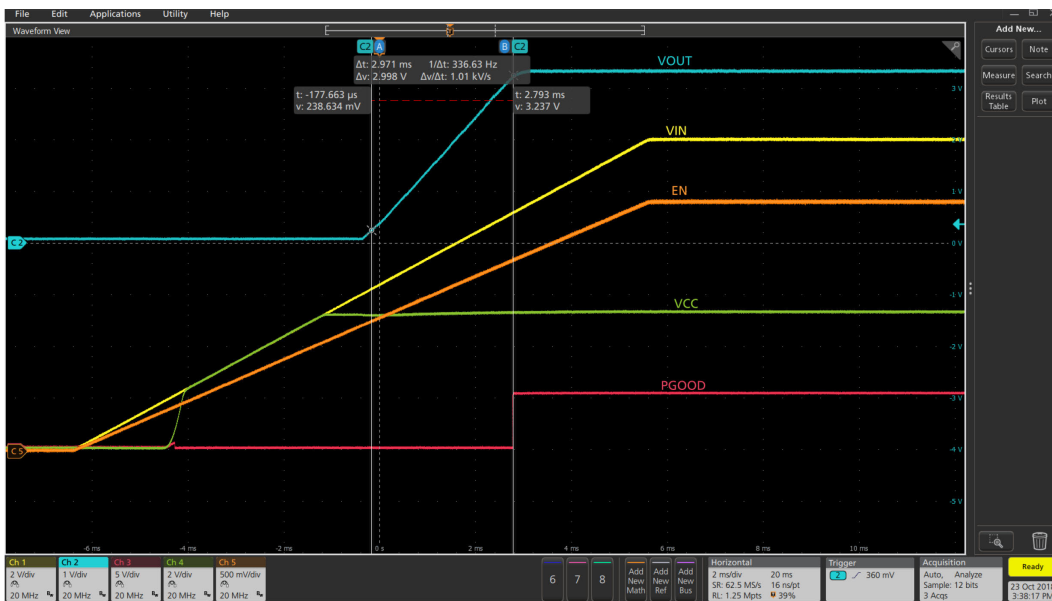 File Edit Applications Utility Help
Waveform View
Add New...
Cursors Note
Measure Search
Results Table Plot
C2 A B C2
Δt: 2.971 ms 1/Δt: 336.63 Hz
Δv: 2.998 V Δv/Δt: 1.01 kV/s
t: -177.663 µs
v: 238.634 mV
t: 2.793 ms
v: 3.237 V
VOUT
3 V
VIN
1 V
EN
C2
0 V
-1 V
VCC
-2 V
PGOOD
-3 V
C5
-4 V
-5 V
-6 ms -4 ms -2 ms 0 s 2 ms 4 ms 6 ms 8 ms 10 ms
Ch 1 Ch 2 Ch 3 Ch 4 Ch 5
2 V/div 1 V/div 5 V/div 2 V/div 500 mV/div
20 MHz 20 MHz 20 MHz 20 MHz 20 MHz
6 7 8
Add New Math
Add New Ref
Add New Bus
Horizontal
2 ms/div 20 ms
SR: 62.5 MS/s 16 ns/pt
RL: 1.25 Mpts 39%
Trigger
2 360 mV
Acquisition
Auto, Analyze
Sample: 12 bits
3 Acqs
Ready
23 Oct 2018
3:38:17 PM